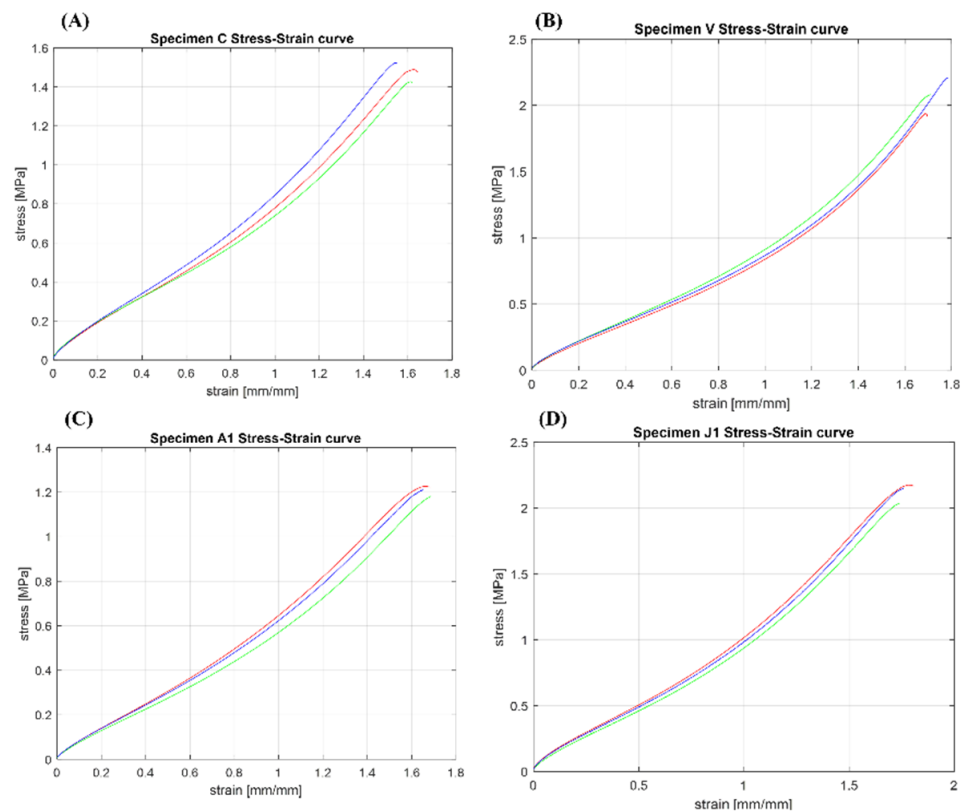 (A)
Specimen C Stress-Strain curve
1.6
1.4
1.2
1
0.8
0.6
0.4
0.2
0
stress [MPa]
0 0.2 0.4 0.6 0.8 1 1.2 1.4 1.6 1.8
strain [mm/mm]
(B)
Specimen V Stress-Strain curve
2.5
2
1.5
1
0.5
0
stress [MPa]
0 0.2 0.4 0.6 0.8 1 1.2 1.4 1.6 1.8
strain [mm/mm]
(C)
Specimen A1 Stress-Strain curve
1.4
1.2
1
0.8
0.6
0.4
0.2
0
stress [MPa]
0 0.2 0.4 0.6 0.8 1 1.2 1.4 1.6 1.8
strain [mm/mm]
(D)
Specimen J1 Stress-Strain curve
2.5
2
1.5
1
0.5
0
stress [MPa]
0 0.5 1 1.5 2
strain [mm/mm]